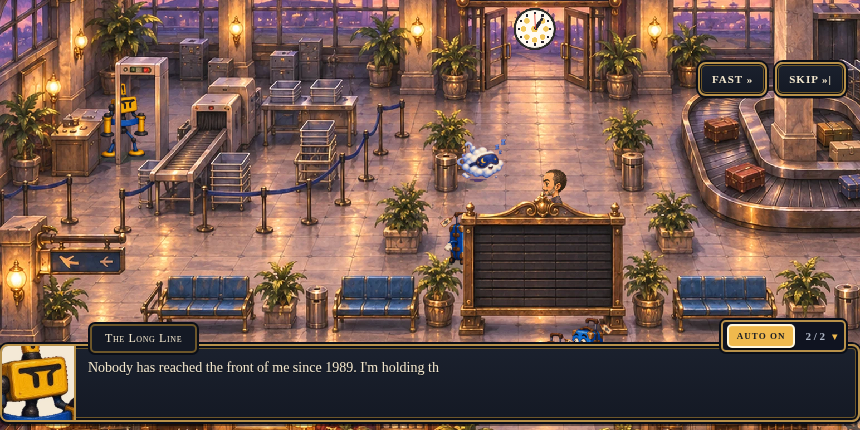 FAST »
SKIP »|
The Long Line
AUTO ON
2 / 2 ▼
Nobody has reached the front of me since 1989. I'm holding th